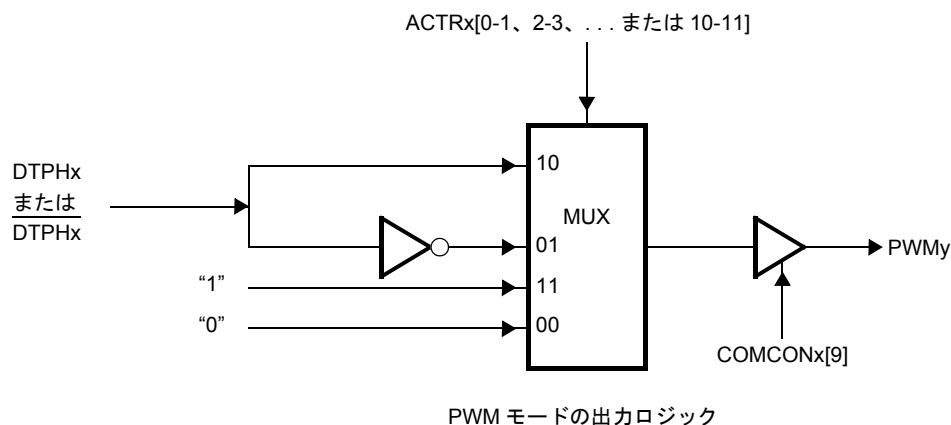 ACTRx[0-1、2-3、. . . または 10-11]
DTPHx
または
DTPHx
10
MUX
01
“1”
11
“0”
00
PWMy
COMCONx[9]
PWM モードの出力ロジック